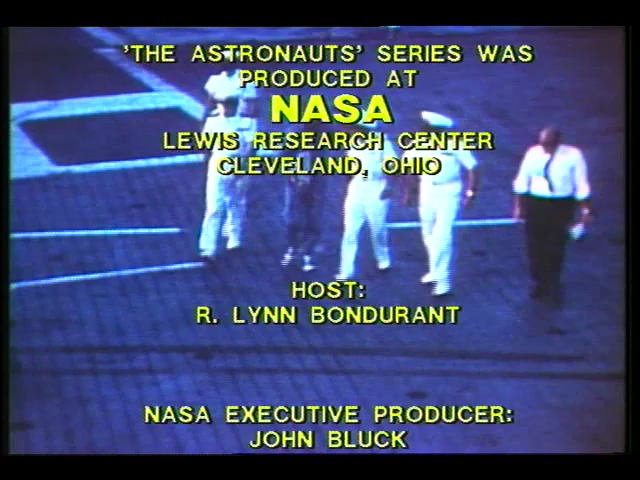 'THE ASTRONAUTS' SERIES WAS
PRODUCED AT
NASA
LEWIS RESEARCH CENTER
CLEVELAND, OHIO
HOST:
R. LYNN BONDURANT
NASA EXECUTIVE PRODUCER:
JOHN BLUCK